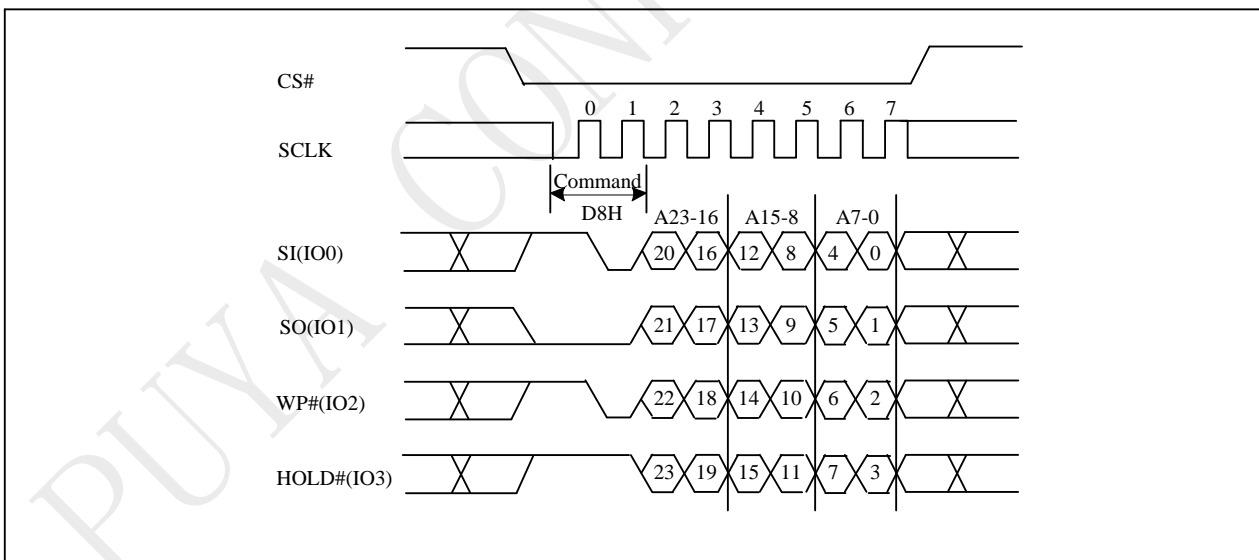 CS#
0 1 2 3 4 5 6 7
SCLK
Command
D8H
A23-16 A15-8 A7-0
SI(IO0) 20 16 12 8 4 0
SO(IO1) 21 17 13 9 5 1
WP#(IO2) 22 18 14 10 6 2
HOLD#(IO3) 23 19 15 11 7 3
PUYA